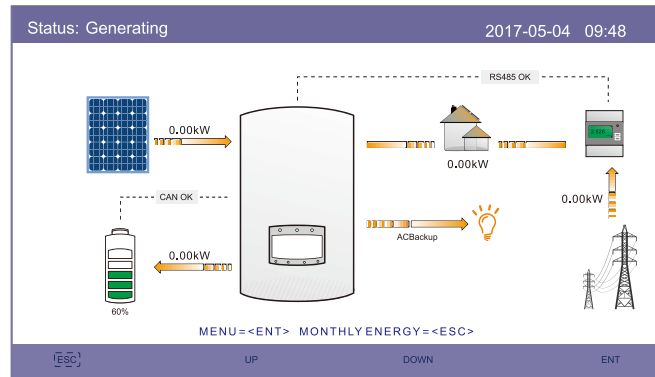 Status: Generating
2017-05-04 09:48
RS485 OK
0.00kW
0.00kW
CAN OK
0.00kW
0.00kW
ACBackup
60%
MENU=<ENT> MONTHLY ENERGY=<ESC>
ESC UP DOWN ENT